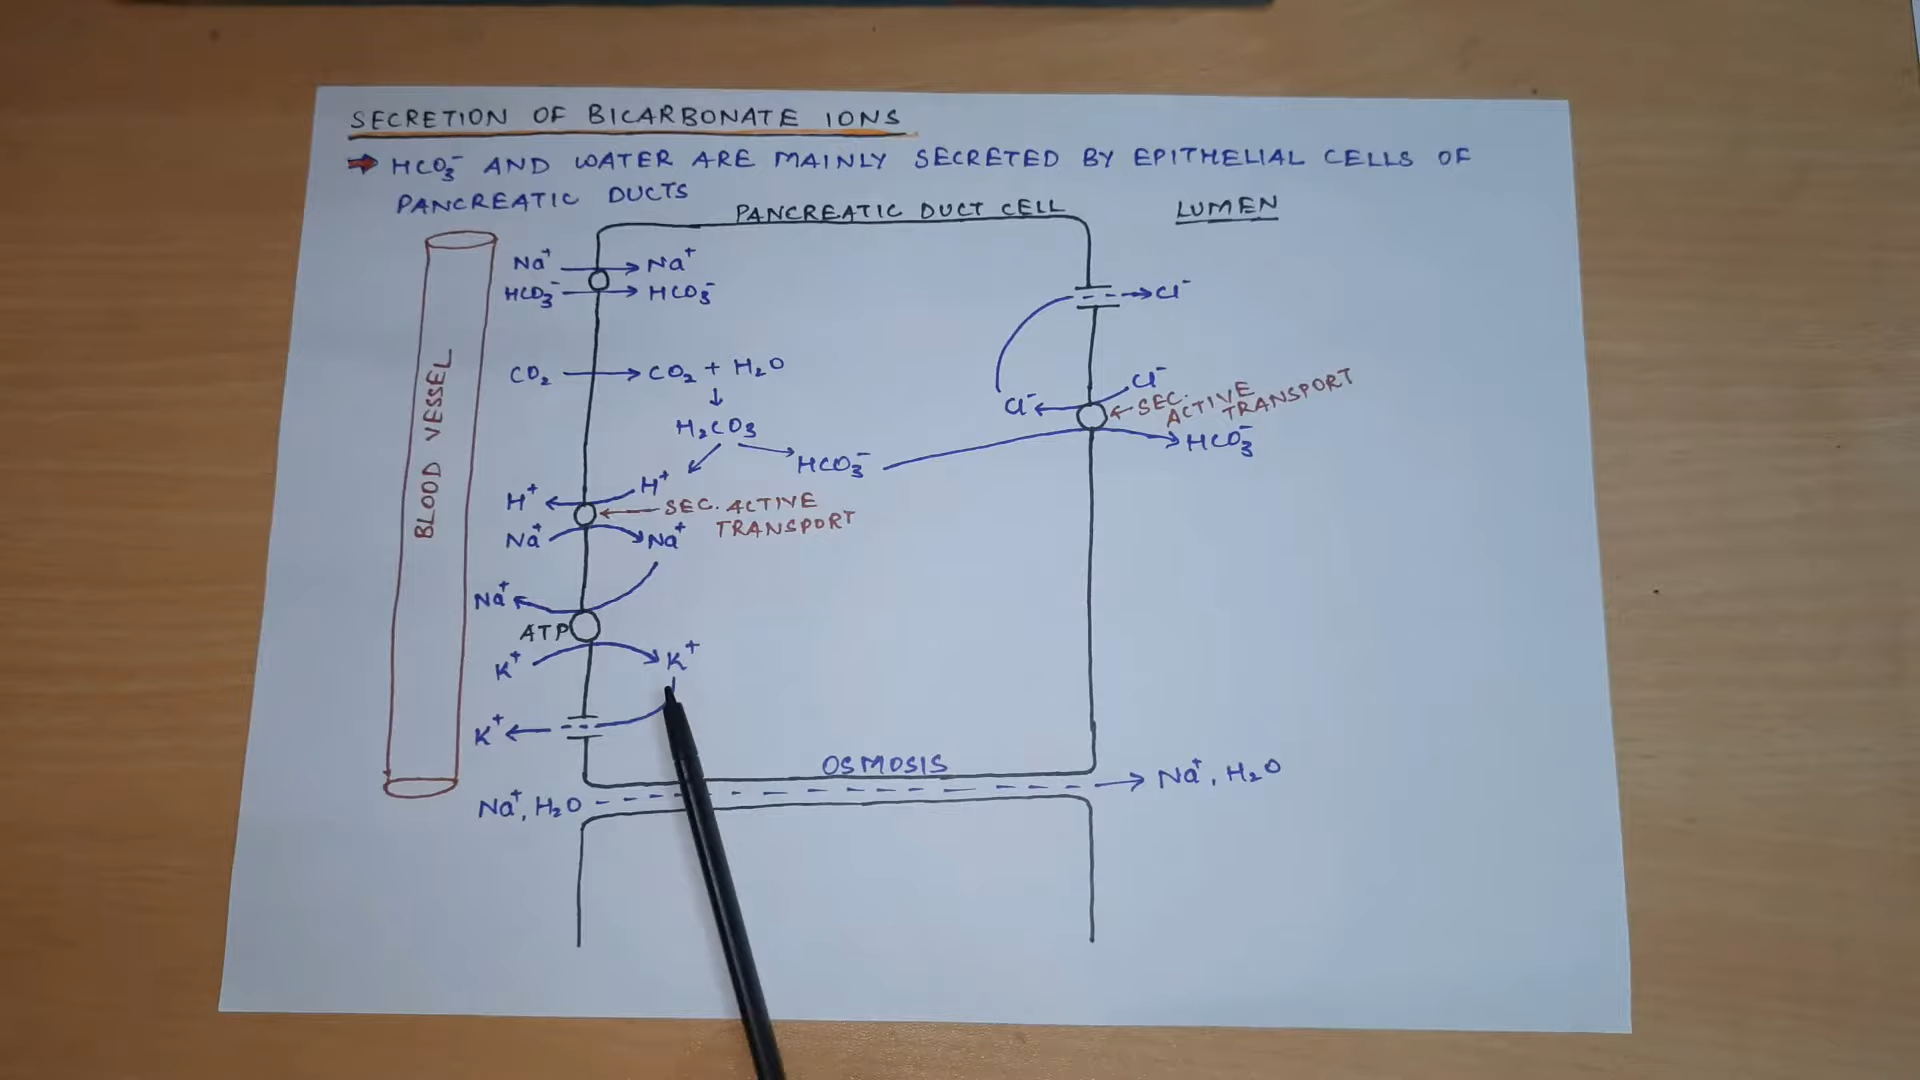 SECRETION OF BICARBONATE IONS
HCO₃⁻ AND WATER ARE MAINLY SECRETED BY EPITHELIAL CELLS OF
PANCREATIC DUCTS
PANCREATIC DUCT CELL
LUMEN
BLOOD VESSEL
Na⁺ Na⁺
HCO₃⁻ HCO₃⁻
Cl⁻
CO₂ CO₂ + H₂O
Cl⁻ Cl⁻
SEC. ACTIVE TRANSPORT
H₂CO₃
HCO₃⁻ HCO₃⁻
H⁺ H⁺
SEC. ACTIVE
TRANSPORT
Na⁺ Na⁺
Na⁺
ATP
K⁺ K⁺
K⁺
OSMOSIS
Na⁺, H₂O Na⁺, H₂O